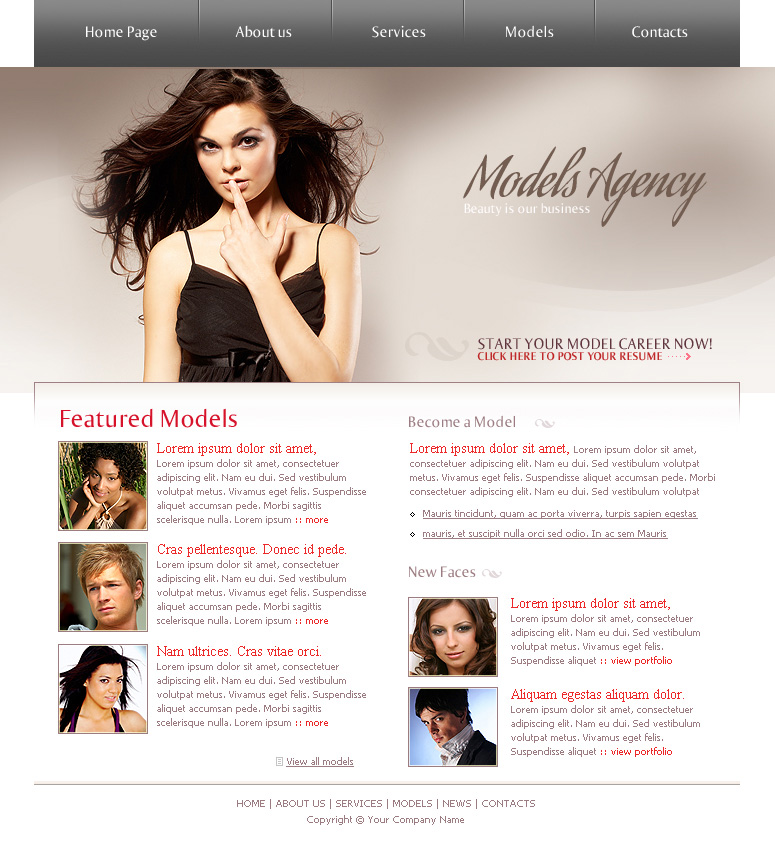 Home Page
About us
Services
Models
Contacts
Models Agency
Beauty is our business
START YOUR MODEL CAREER NOW!
CLICK HERE TO POST YOUR RESUME
Featured Models
Lorem ipsum dolor sit amet,
Lorem ipsum dolor sit amet, consectetuer
adipiscing elit. Nam eu dui. Sed vestibulum
volutpat metus. Vivamus eget felis. Suspendisse
aliquet accumsan pede. Morbi sagittis
scelerisque nulla. Lorem ipsum :: more
Cras pellentesque. Donec id pede.
Lorem ipsum dolor sit amet, consectetuer
adipiscing elit. Nam eu dui. Sed vestibulum
volutpat metus. Vivamus eget felis. Suspendisse
aliquet accumsan pede. Morbi sagittis
scelerisque nulla. Lorem ipsum :: more
Nam ultrices. Cras vitae orci.
Lorem ipsum dolor sit amet, consectetuer
adipiscing elit. Nam eu dui. Sed vestibulum
volutpat metus. Vivamus eget felis. Suspendisse
aliquet accumsan pede. Morbi sagittis
scelerisque nulla. Lorem ipsum :: more
View all models
Become a Model
Lorem ipsum dolor sit amet, Lorem ipsum dolor sit amet,
consectetuer adipiscing elit. Nam eu dui. Sed vestibulum volutpat
metus. Vivamus eget felis. Suspendisse aliquet accumsan pede. Morbi
consectetuer adipiscing elit. Nam eu dui. Sed vestibulum volutpat
Mauris tincidunt, quam ac porta viverra, turpis sapien egestas
mauris, et suscipit nulla orci sed odio. In ac sem Mauris
New Faces
Lorem ipsum dolor sit amet,
Lorem ipsum dolor sit amet, consectetuer
adipiscing elit. Nam eu dui. Sed vestibulum
volutpat metus. Vivamus eget felis.
Suspendisse aliquet :: view portfolio
Aliquam egestas aliquam dolor.
Lorem ipsum dolor sit amet, consectetuer
adipiscing elit. Nam eu dui. Sed vestibulum
volutpat metus. Vivamus eget felis.
Suspendisse aliquet :: view portfolio
HOME | ABOUT US | SERVICES | MODELS | NEWS | CONTACTS
Copyright © Your Company Name